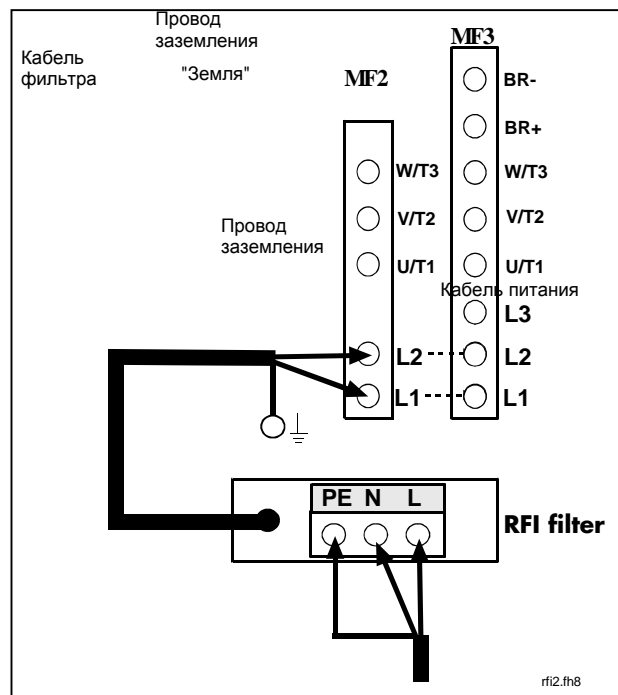 Провод
заземления
Кабель
фильтра
"Земля"
MF2
MF3
BR-
BR+
W/T3
W/T3
V/T2
V/T2
Провод
заземления
U/T1
U/T1
Кабель питания
L3
L2
L2
L1
L1
PE N L
RFI filter
rfi2.fh8